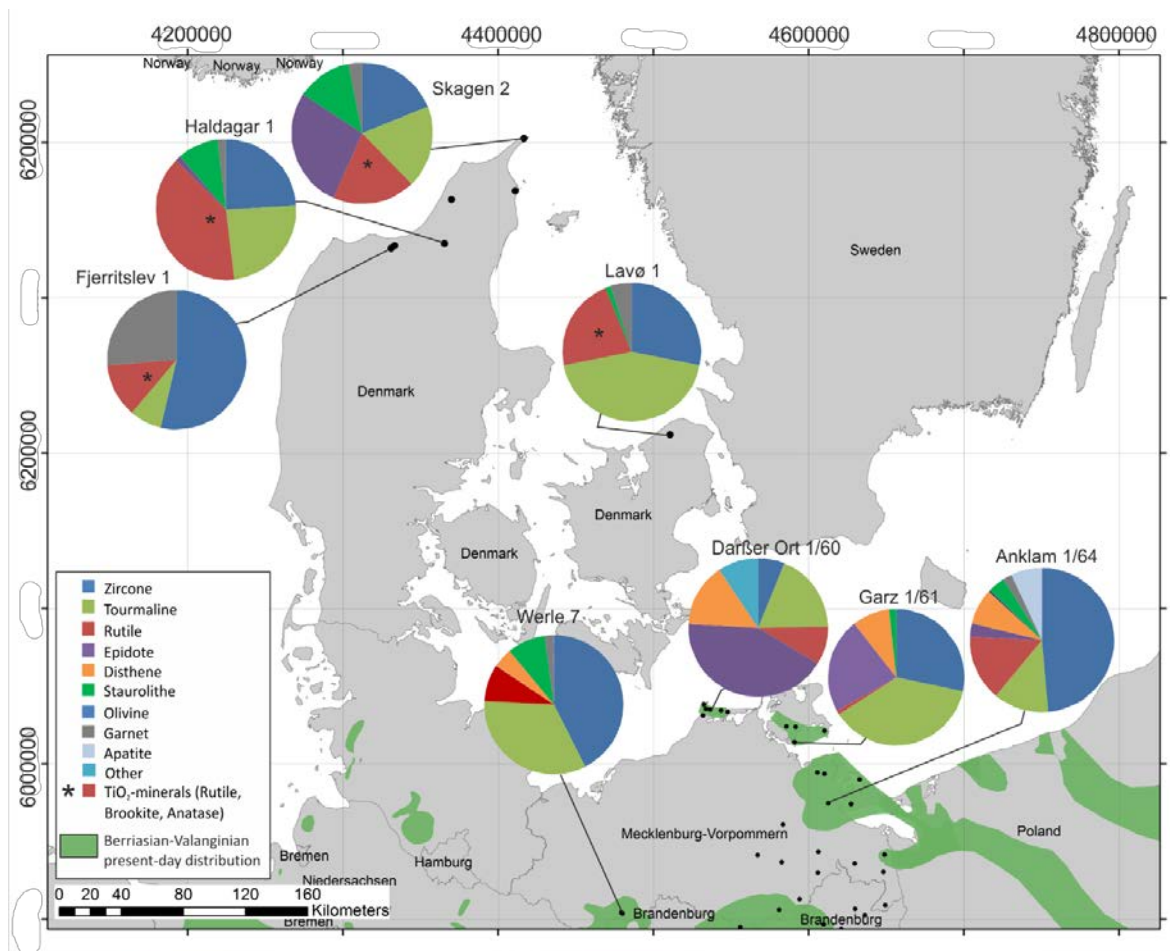 4200000
4400000
4600000
4800000
Norway
Norway
Norway
Skagen 2
Haldagar 1
*
6200000
*
Sweden
Fjerritslev 1
Lavø 1
*
*
Denmark
6200000
Denmark
Denmark
Darßer Ort 1/60
Anklam 1/64
Garz 1/61
Werle 7
Zircone
Tourmaline
Rutile
Epidote
Disthene
Staurolithe
Olivine
Garnet
Apatite
Other
* TiO₂-minerals (Rutile,
Brookite, Anatase)
Berriasian-Valanginian
present-day distribution
6000000
Mecklenburg-Vorpommern
Poland
Bremen
Hamburg
Niedersachsen
0 20 40 80 120 160
Kilometers
Bremen
Brandenburg
Brandenburg